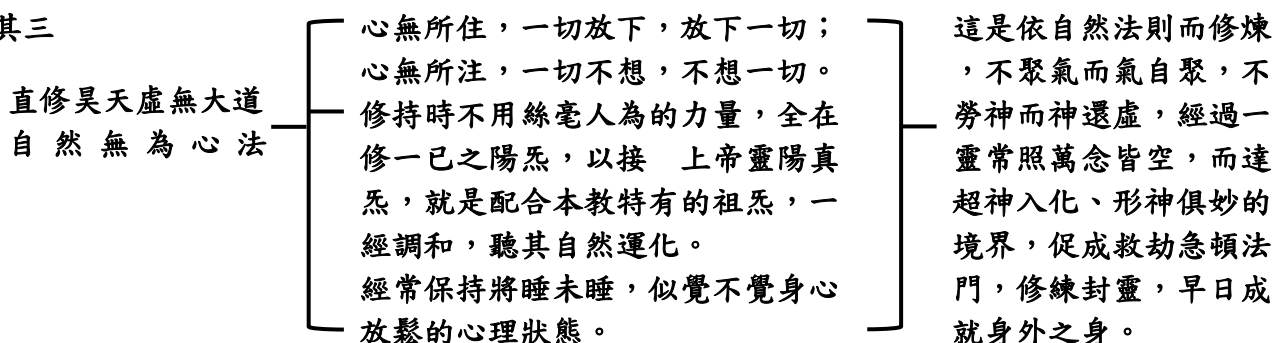 其三
直修昊天虛無大道
自然無為心法
心無所住，一切放下，放下一切；
心無所注，一切不想，不想一切。
修持時不用絲毫人為的力量，全在
修一己之陽炁，以接　上帝靈陽真
炁，就是配合本教特有的祖炁，一
經調和，聽其自然運化。
經常保持將睡未睡，似覺不覺身心
放鬆的心理狀態。
這是依自然法則而修煉
，不聚氣而氣自聚，不
勞神而神還虛，經過一
靈常照萬念皆空，而達
超神入化、形神俱妙的
境界，促成救劫急頓法
門，修練封靈，早日成
就身外之身。